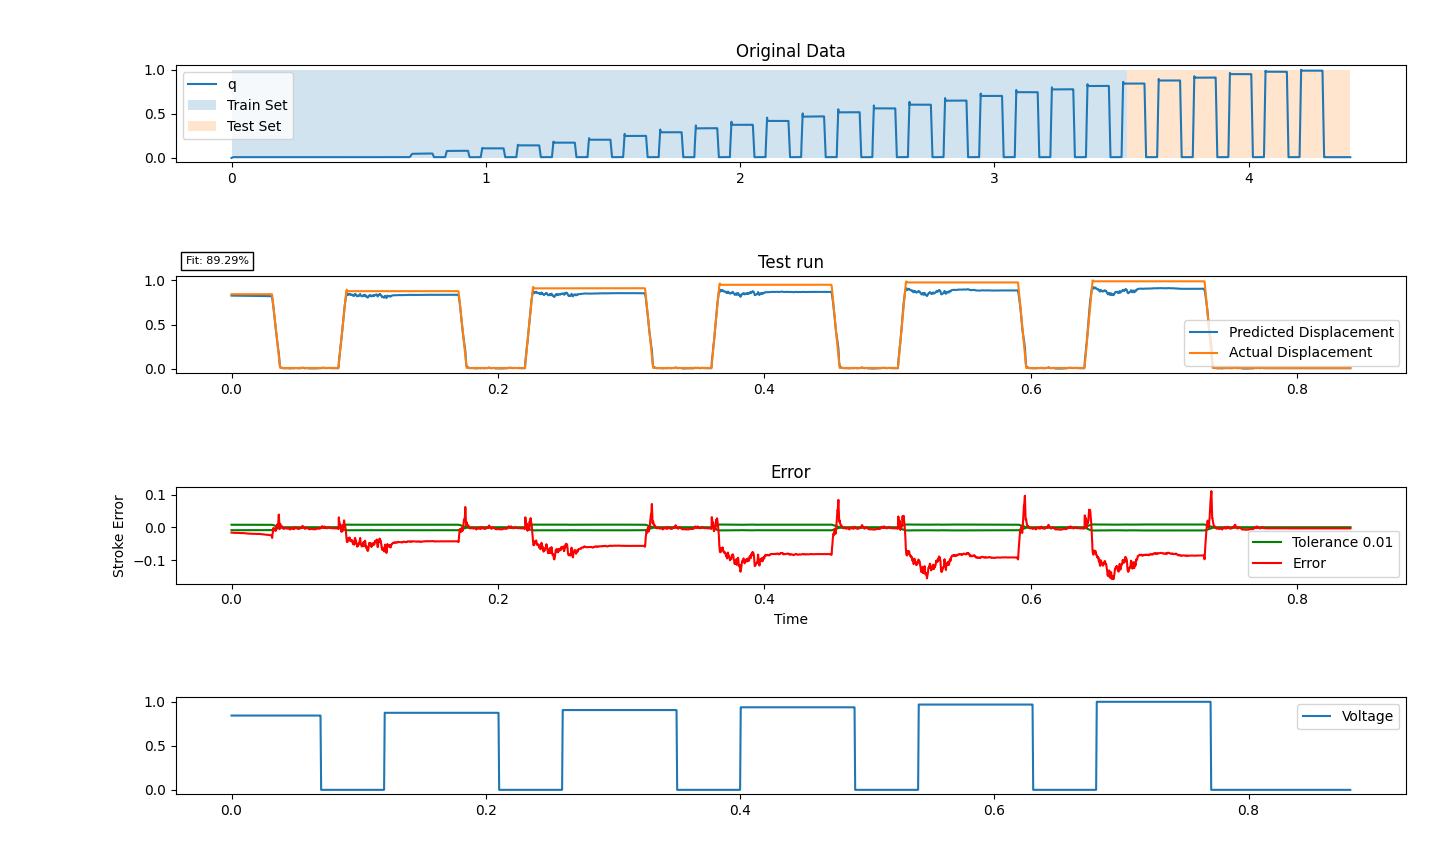 Original Data
1.0
0.5
0.0
q
Train Set
Test Set
0 1 2 3 4
Fit: 89.29%
Test run
1.0
0.5
0.0
Predicted Displacement
Actual Displacement
0.0 0.2 0.4 0.6 0.8
Error
Stroke Error
0.1
0.0
−0.1
Tolerance 0.01
Error
0.0 0.2 0.4 0.6 0.8
Time
1.0
0.5
0.0
Voltage
0.0 0.2 0.4 0.6 0.8